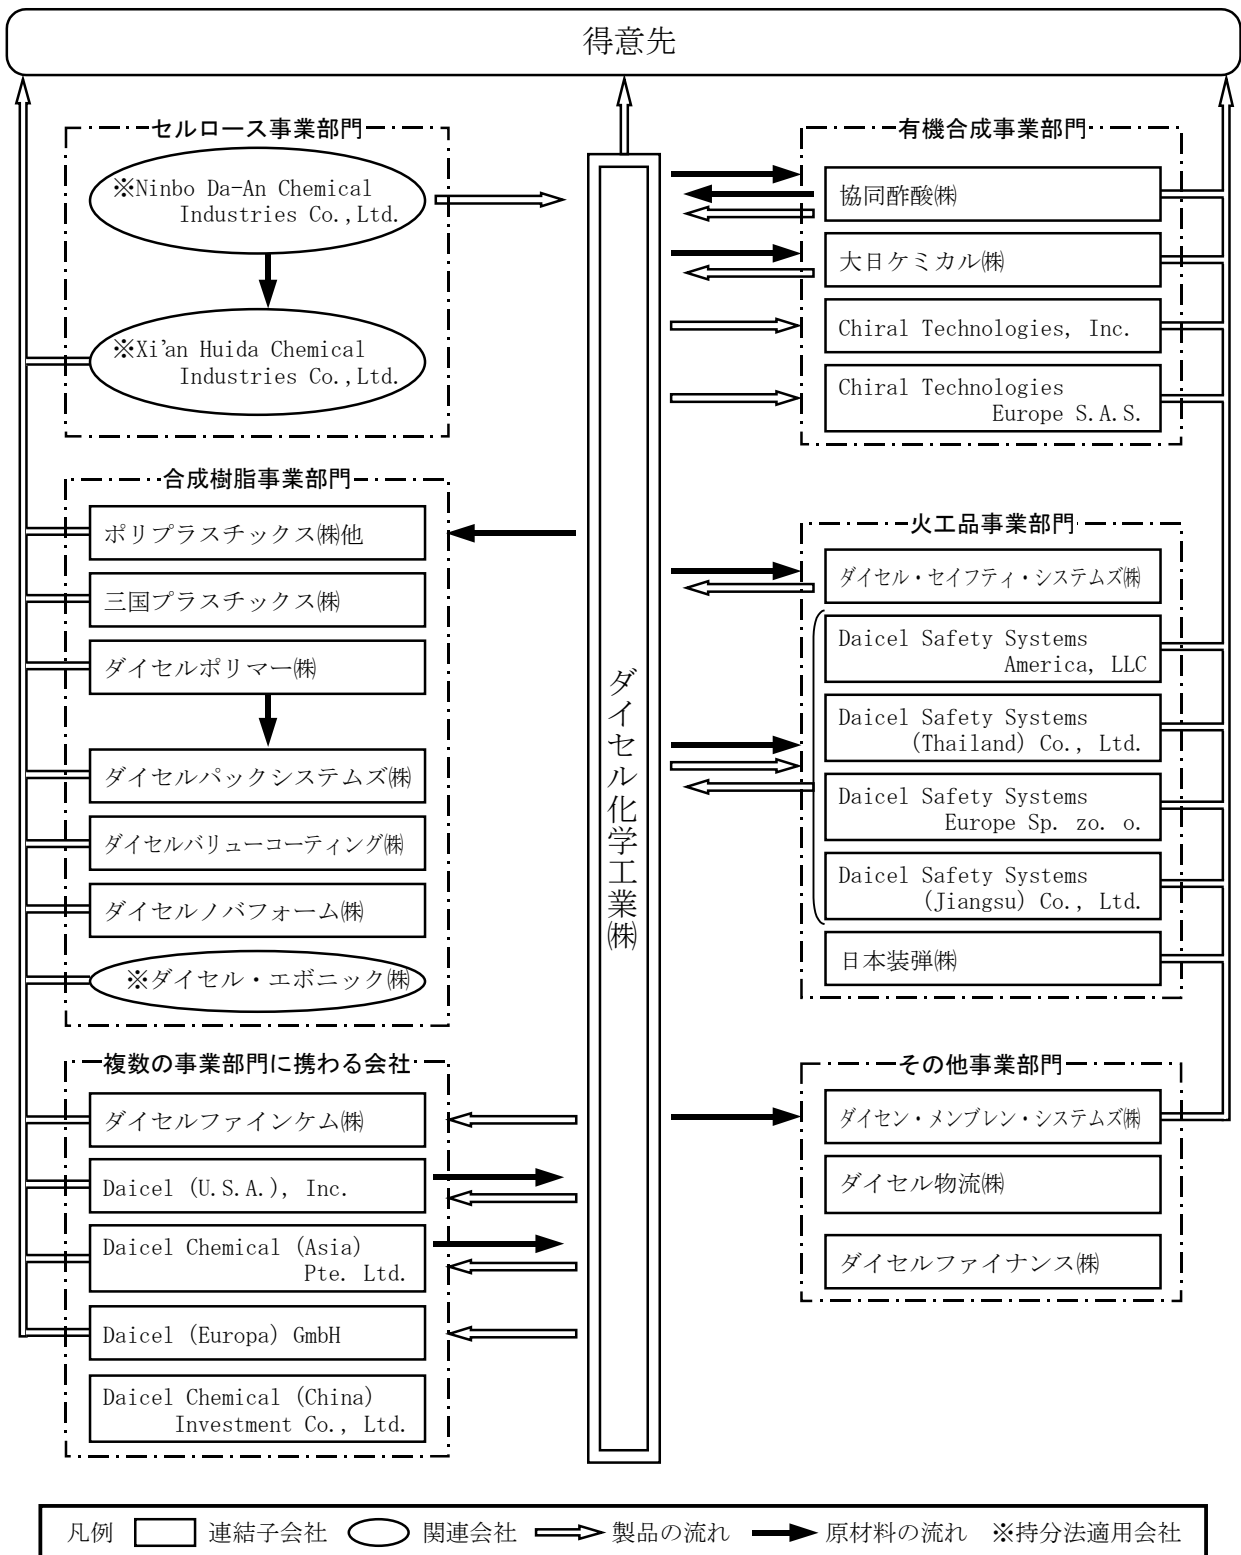 得意先
セルロース事業部門
※Ninbo Da-An Chemical
Industries Co.,Ltd.
※Xi'an Huida Chemical
Industries Co.,Ltd.
合成樹脂事業部門
ポリプラスチックス㈱他
三国プラスチックス㈱
ダイセルポリマー㈱
ダイセルパックシステムズ㈱
ダイセルバリューコーティング㈱
ダイセルノバフォーム㈱
※ダイセル・エボニック㈱
複数の事業部門に携わる会社
ダイセルファインケム㈱
Daicel (U.S.A.), Inc.
Daicel Chemical (Asia)
Pte. Ltd.
Daicel (Europa) GmbH
Daicel Chemical (China)
Investment Co., Ltd.
ダイセル化学工業㈱
有機合成事業部門
協同酢酸㈱
大日ケミカル㈱
Chiral Technologies, Inc.
Chiral Technologies
Europe S.A.S.
火工品事業部門
ダイセル・セイフティ・システムズ㈱
Daicel Safety Systems
America, LLC
Daicel Safety Systems
(Thailand) Co., Ltd.
Daicel Safety Systems
Europe Sp. zo. o.
Daicel Safety Systems
(Jiangsu) Co., Ltd.
日本装弾㈱
その他事業部門
ダイセン・メンブレン・システムズ㈱
ダイセル物流㈱
ダイセルファイナンス㈱
凡例 連結子会社 関連会社 製品の流れ 原材料の流れ ※持分法適用会社